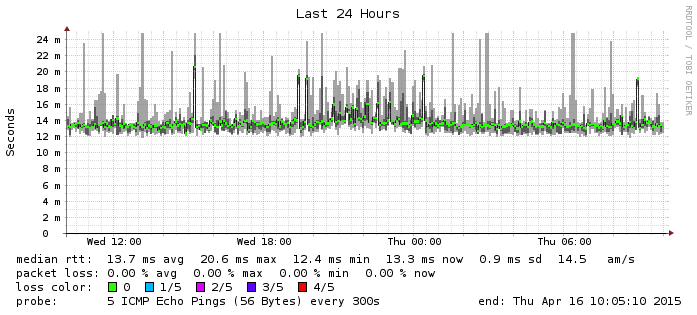 Last 24 Hours
RRDTOOL / TOBI OETIKER
Seconds
24 m
22 m
20 m
18 m
16 m
14 m
12 m
10 m
8 m
6 m
4 m
2 m
0
Wed 12:00 Wed 18:00 Thu 00:00 Thu 06:00
median rtt: 13.7 ms avg 20.6 ms max 12.4 ms min 13.3 ms now 0.9 ms sd 14.5 am/s
packet loss: 0.00 % avg 0.00 % max 0.00 % min 0.00 % now
loss color: 0 1/5 2/5 3/5 4/5
probe: 5 ICMP Echo Pings (56 Bytes) every 300s end: Thu Apr 16 10:05:10 2015